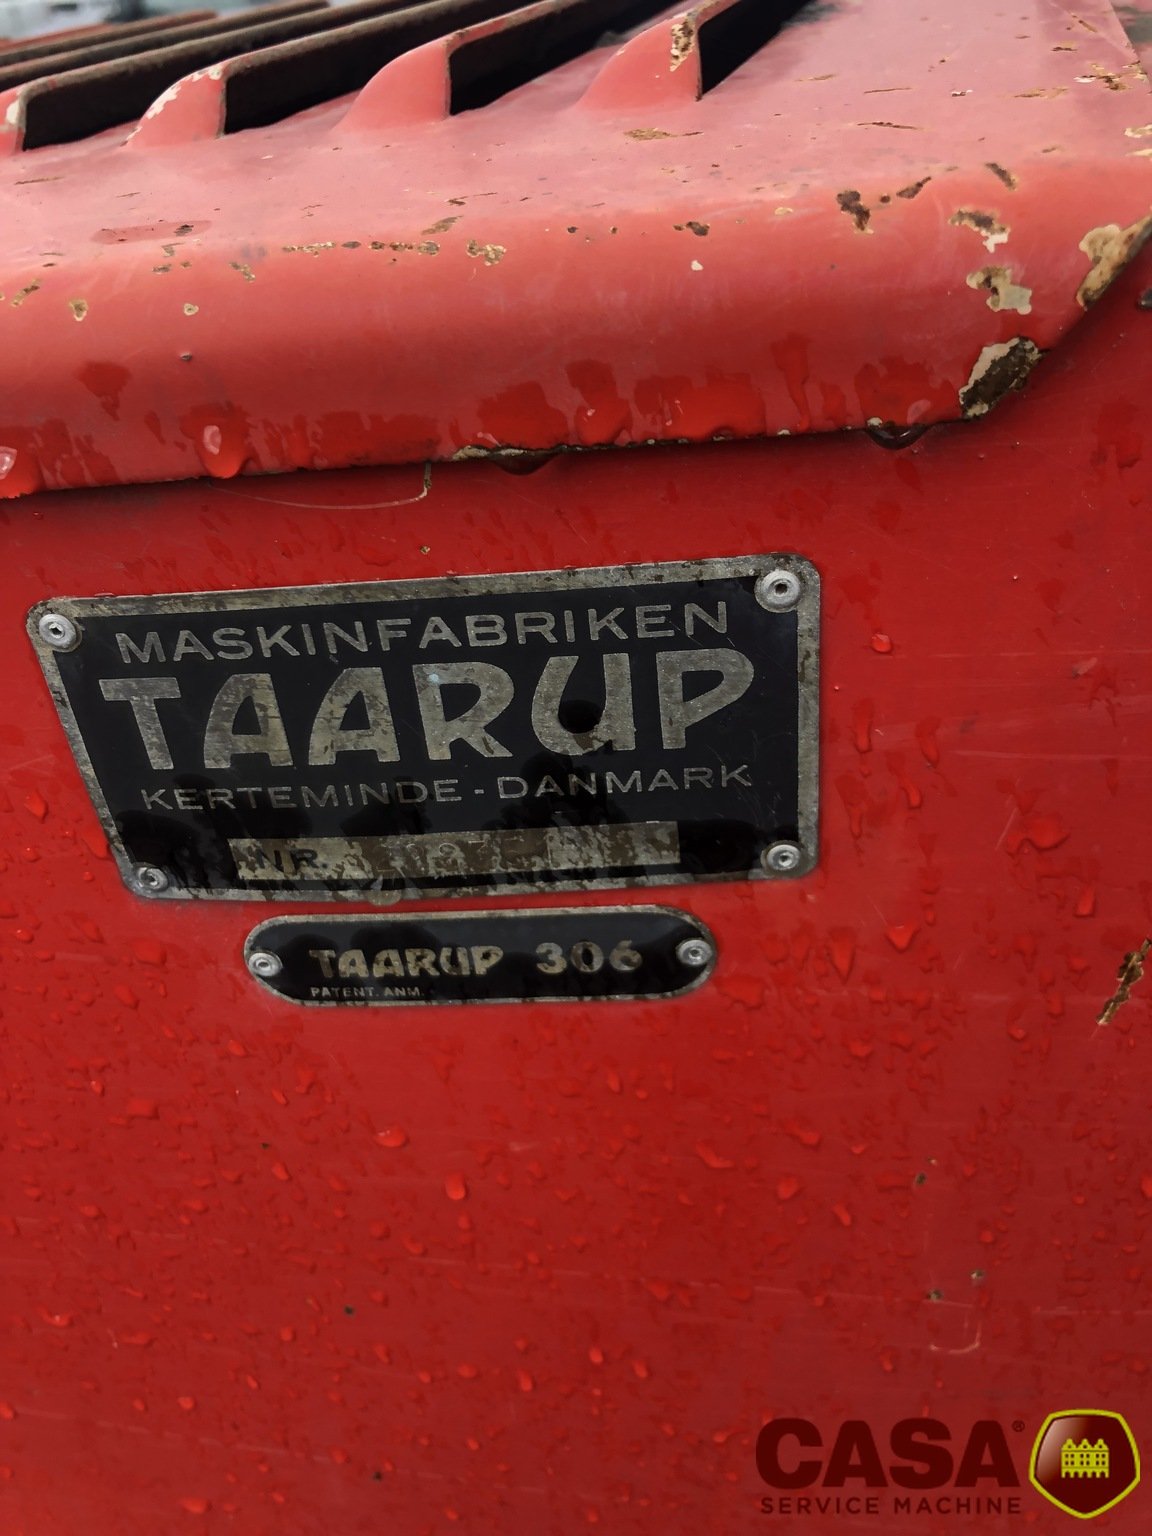 MASKINFABRIKEN
TAARUP
KERTEMINDE - DANMARK
NR.
TAARUP 306
PATENT. ANM.
CASA®
SERVICE MACHINE